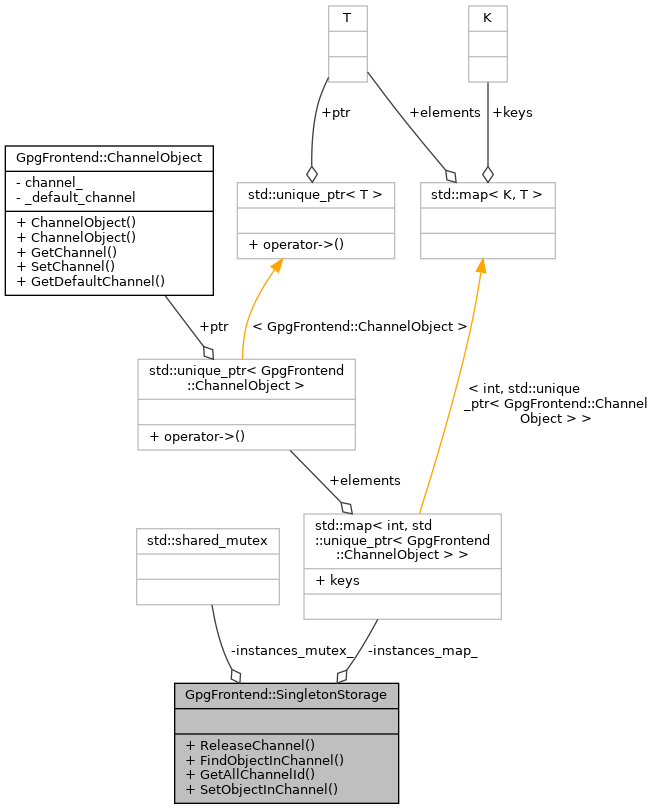 T
K
+ptr
+elements
+keys
GpgFrontend::ChannelObject
- channel_
- _default_channel
+ ChannelObject()
+ ChannelObject()
+ GetChannel()
+ SetChannel()
+ GetDefaultChannel()
std::unique_ptr< T >
+ operator->()
std::map< K, T >
+ptr
< GpgFrontend::ChannelObject >
std::unique_ptr< GpgFrontend
::ChannelObject >
+ operator->()
< int, std::unique
_ptr< GpgFrontend::Channel
Object > >
+elements
std::shared_mutex
std::map< int, std
::unique_ptr< GpgFrontend
::ChannelObject > >
+ keys
-instances_mutex_
-instances_map_
GpgFrontend::SingletonStorage
+ ReleaseChannel()
+ FindObjectInChannel()
+ GetAllChannelId()
+ SetObjectInChannel()